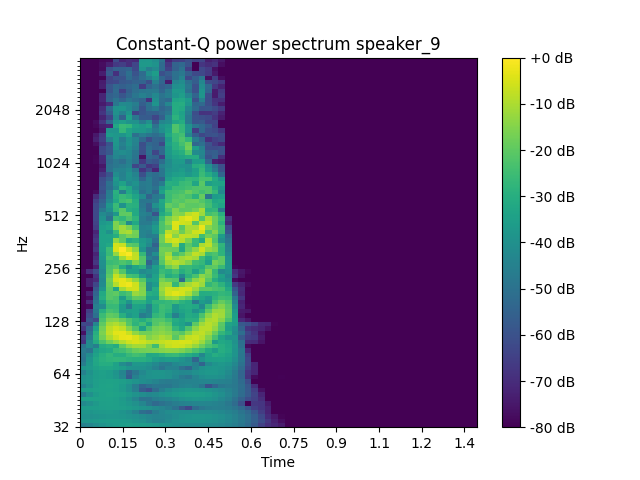 Constant-Q power spectrum speaker_9
+0 dB
-10 dB
-20 dB
-30 dB
-40 dB
-50 dB
-60 dB
-70 dB
-80 dB
Hz
2048
1024
512
256
128
64
32
0 0.15 0.3 0.45 0.6 0.75 0.9 1.1 1.2 1.4
Time